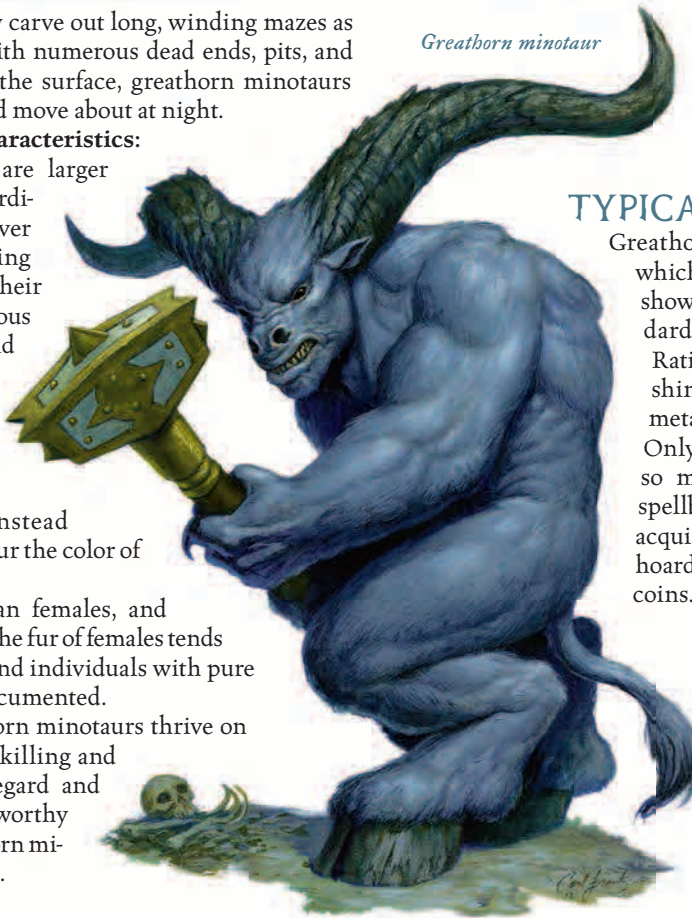 carve out long, winding mazes as
ith numerous dead ends, pits, and
the surface, greathorn minotaurs
d move about at night.
aracteristics:
are larger
rdi-
ver
ing
heir
ous
d
nstead
ur the color of
an females, and
he fur of females tends
nd individuals with pure
cumented.
orn minotaurs thrive on
killing and
egard and
worthy
orn mi-
.
Greathorn minotaur
TYPICA
Greatho
which
show
dard
Rati
shin
meta
Only
so m
spellb
acqui
hoard
coins.